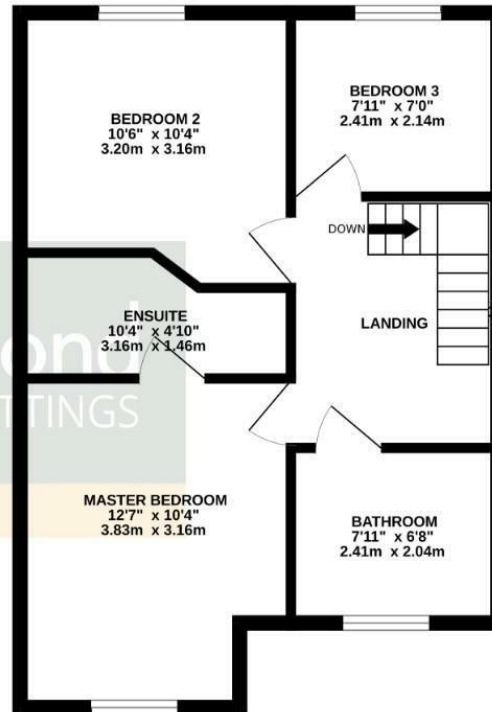 BEDROOM 2
10'6" x 10'4"
3.20m x 3.16m
BEDROOM 3
7'11" x 7'0"
2.41m x 2.14m
DOWN
ENSUITE
10'4" x 4'10"
3.16m x 1.46m
LANDING
ond
TTINGS
MASTER BEDROOM
12'7" x 10'4"
3.83m x 3.16m
BATHROOM
7'11" x 6'8"
2.41m x 2.04m